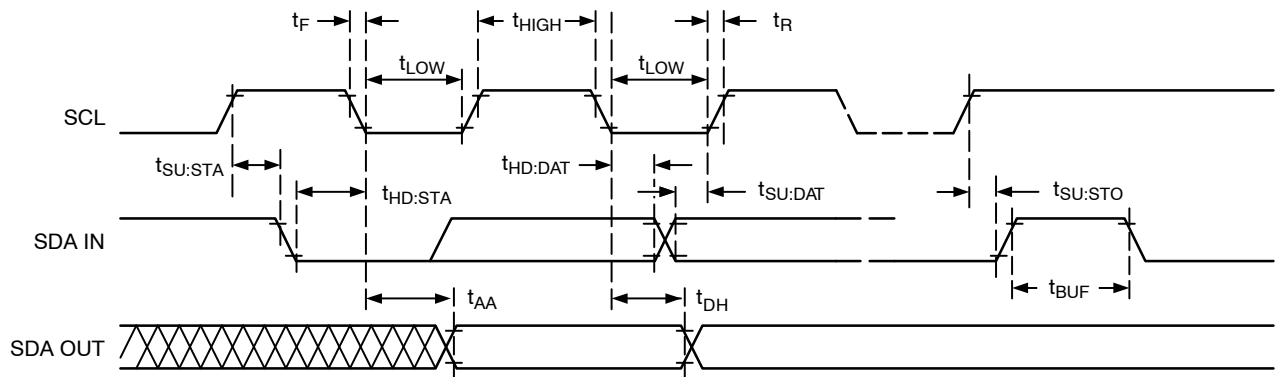 tF tHIGH tR
tLOW tLOW
SCL
tSU:STA tHD:DAT
tHD:STA tSU:DAT tSU:STO
SDA IN
tAA tDH tBUF
SDA OUT